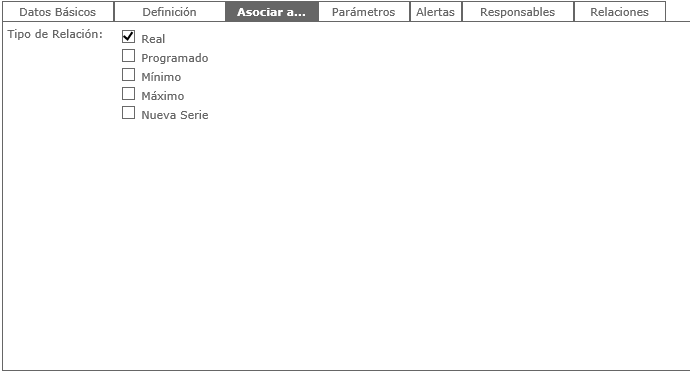 Datos Básicos Definición Asociar a... Parámetros Alertas Responsables Relaciones
Tipo de Relación: Real
Programado
Mínimo
Máximo
Nueva Serie